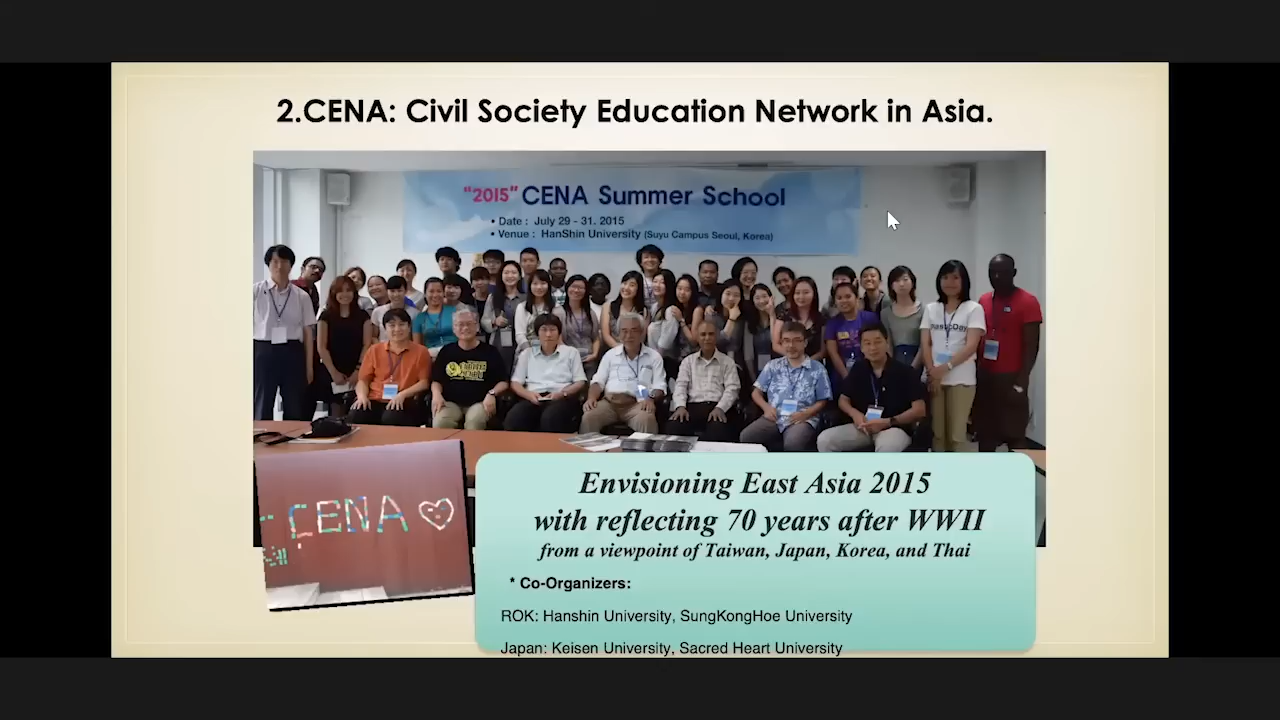 2.CENA: Civil Society Education Network in Asia.
"2015" CENA Summer School
• Date : July 29 - 31. 2015
• Venue : HanShin University (Suyu Campus Seoul, Korea)
CENA
Envisioning East Asia 2015
with reflecting 70 years after WWII
from a viewpoint of Taiwan, Japan, Korea, and Thai
* Co-Organizers:
ROK: Hanshin University, SungKongHoe University
Japan: Keisen University, Sacred Heart University